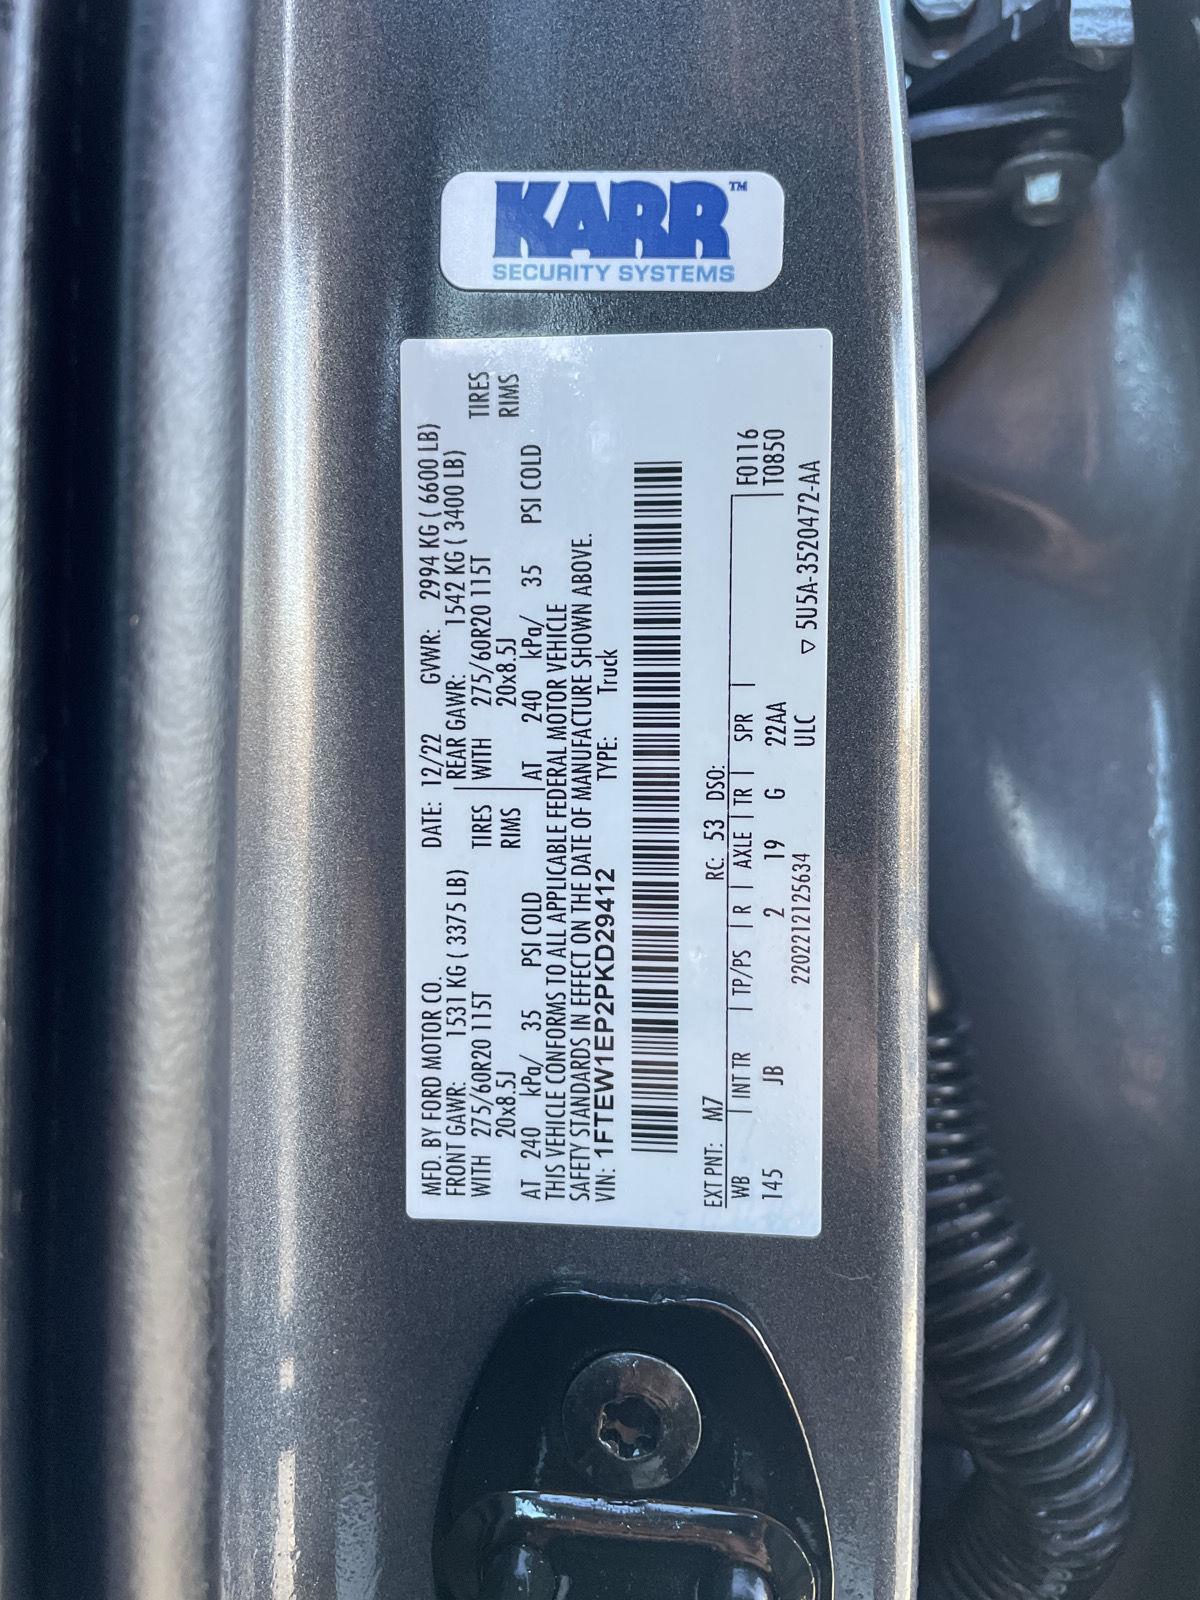 KARR™
SECURITY SYSTEMS
MFD. BY FORD MOTOR CO. DATE: 12/22 GVWR: 2994 KG ( 6600 LB)
FRONT GAWR: 1531 KG ( 3375 LB) REAR GAWR: 1542 KG ( 3400 LB)
WITH 275/60R20 115T TIRES WITH 275/60R20 115T TIRES
20x8.5J RIMS 20x8.5J RIMS
AT 240 kPa/ 35 PSI COLD AT 240 kPa/ 35 PSI COLD
THIS VEHICLE CONFORMS TO ALL APPLICABLE FEDERAL MOTOR VEHICLE
SAFETY STANDARDS IN EFFECT ON THE DATE OF MANUFACTURE SHOWN ABOVE.
VIN: 1FTEW1EP2PKD29412 TYPE: Truck
EXT PNT: M7 RC: 53 DSO:
WB | INT TR | TP/PS | R | AXLE | TR | SPR | F0116
145 JB 2 19 G 22AA T0850
220221212125634 ULC ▽ 5U5A-3520472-AA